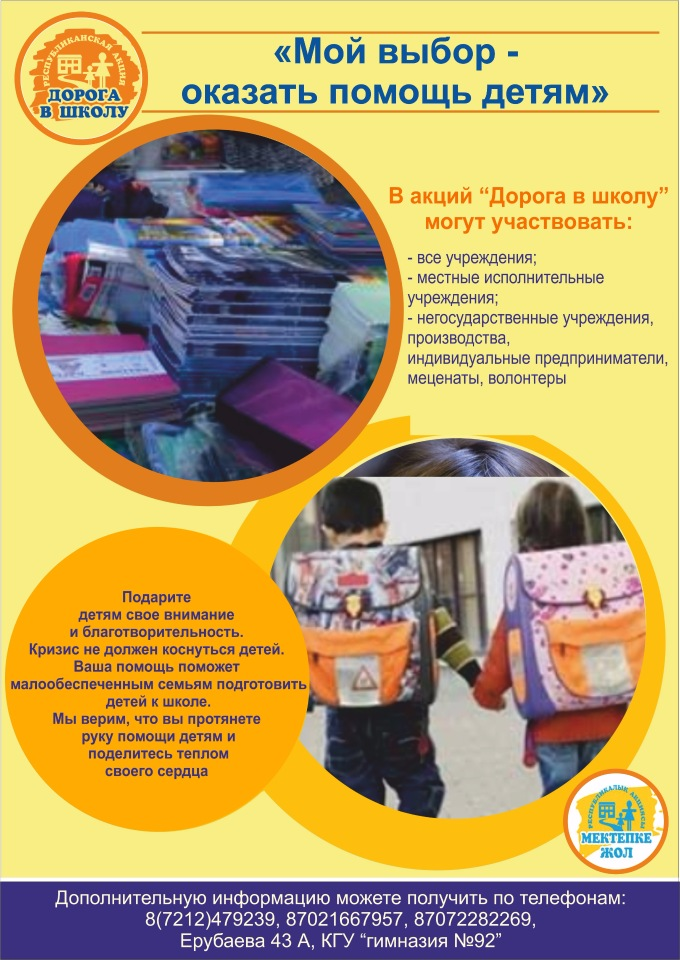 РЕСПУБЛИКАНСКАЯ АКЦИЯ
ДОРОГА
В ШКОЛУ
«Мой выбор -
оказать помощь детям»
В акций “Дорога в школу”
могут участвовать:
- все учреждения;
- местные исполнительные
учреждения;
- негосударственные учреждения,
производства,
индивидуальные предприниматели,
меценаты, волонтеры
Подарите
детям свое внимание
и благотворительность.
Кризис не должен коснуться детей.
Ваша помощь поможет
малообеспеченным семьям подготовить
детей к школе.
Мы верим, что вы протянете
руку помощи детям и
поделитесь теплом
своего сердца
РЕСПУБЛИКАЛЫК АКЦИЯСЫ
МЕКТЕПКЕ
ЖОЛ
Дополнительную информацию можете получить по телефонам:
8(7212)479239, 87021667957, 87072282269,
Ерубаева 43 А, КГУ “гимназия №92”